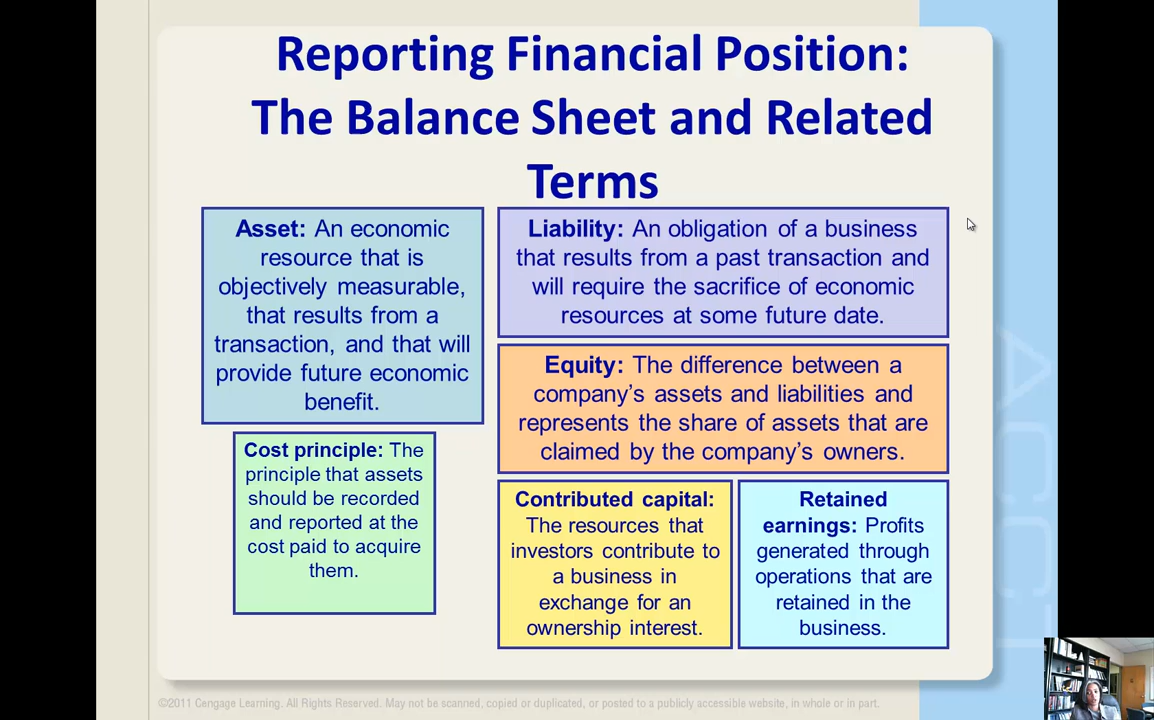 Reporting Financial Position:
The Balance Sheet and Related
Terms
Asset: An economic
resource that is
objectively measurable,
that results from a
transaction, and that will
provide future economic
benefit.
Cost principle: The
principle that assets
should be recorded
and reported at the
cost paid to acquire
them.
Liability: An obligation of a business
that results from a past transaction and
will require the sacrifice of economic
resources at some future date.
Equity: The difference between a
company’s assets and liabilities and
represents the share of assets that are
claimed by the company’s owners.
Contributed capital:
The resources that
investors contribute to
a business in
exchange for an
ownership interest.
Retained
earnings: Profits
generated through
operations that are
retained in the
business.
ACCT
©2011 Cengage Learning. All Rights Reserved. May not be scanned, copied or duplicated, or posted to a publicly accessible website, in whole or in part.